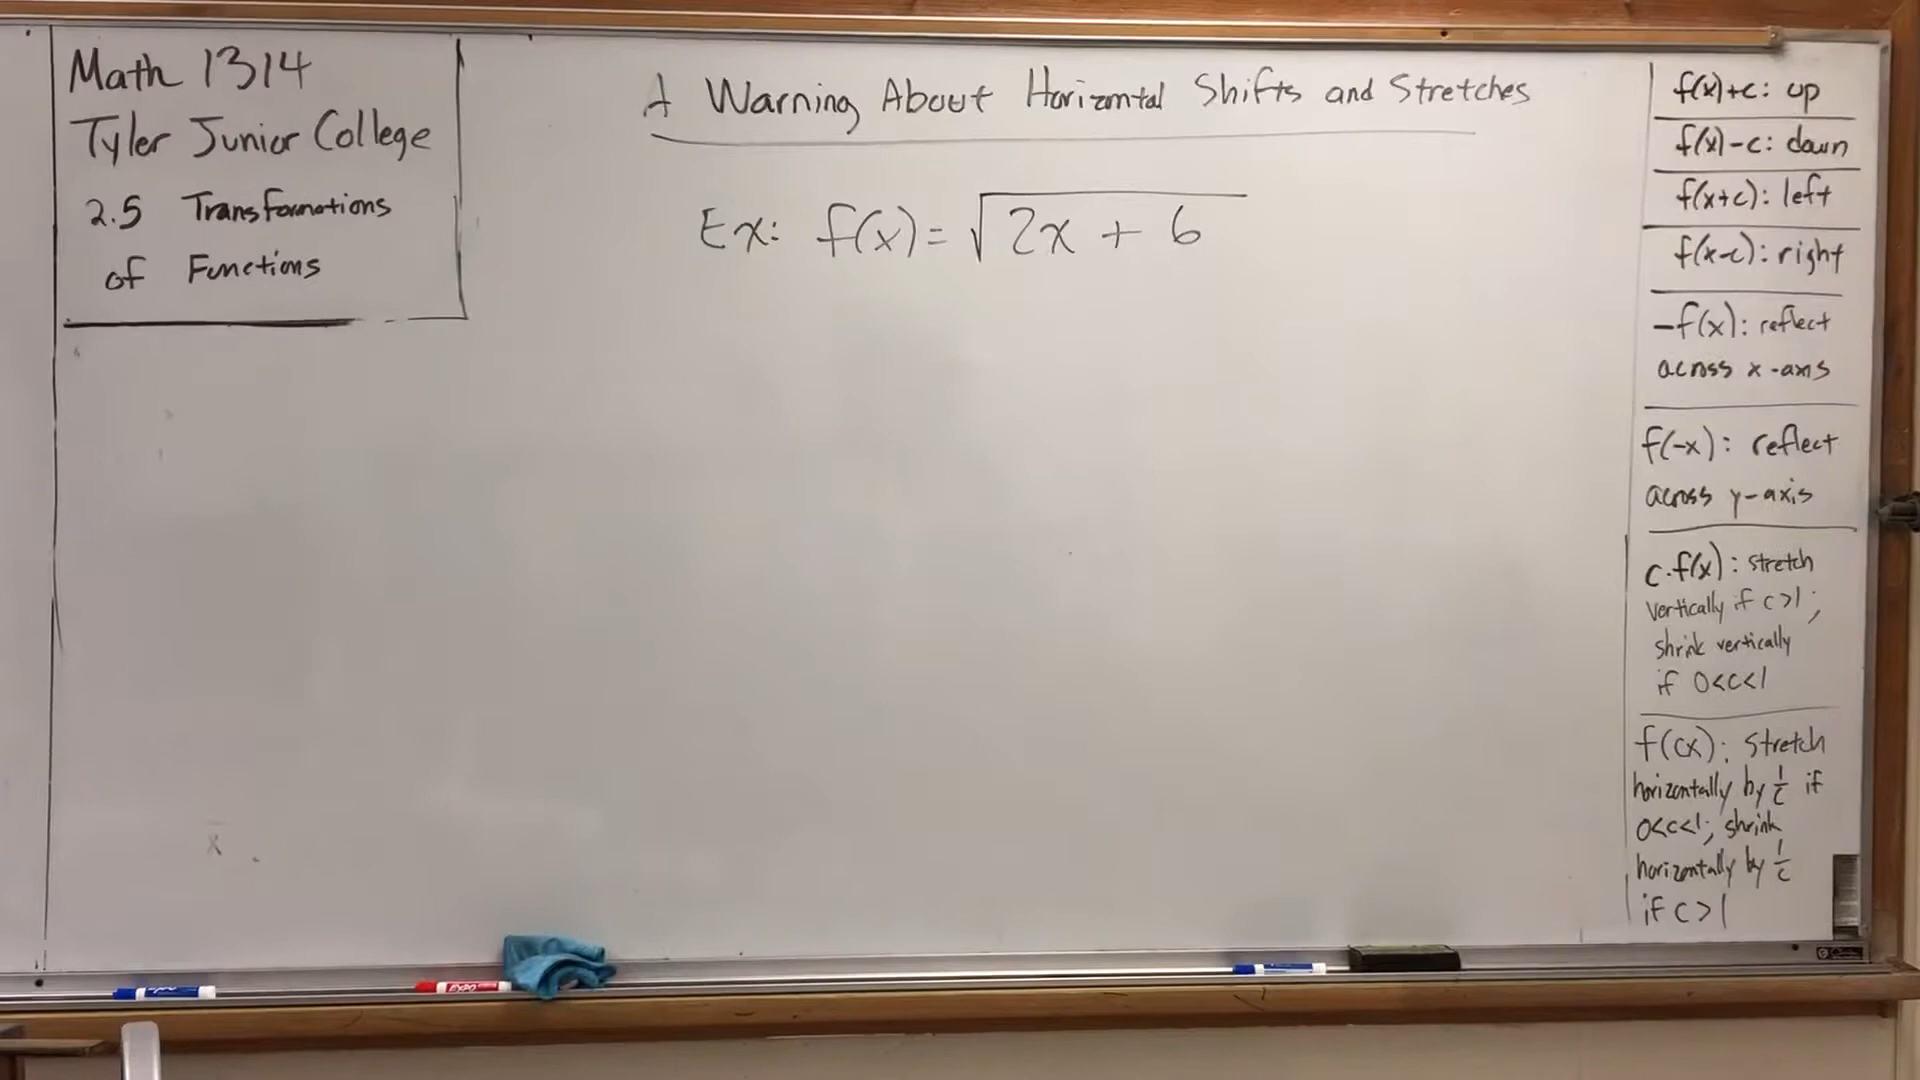 Math 1314
Tyler Junior College
2.5 Transformations
of Functions
A Warning About Horizontal Shifts and Stretches
Ex: f(x) = √(2x + 6)
f(x)+c: up
f(x)-c: down
f(x+c): left
f(x-c): right
-f(x): reflect
across x-axis
f(-x): reflect
across y-axis
c·f(x): stretch
vertically if c>1;
shrink vertically
if 0<c<1
f(cx): stretch
horizontally by 1/c if
0<c<1; shrink
horizontally by 1/c
if c>1
x
EXPO